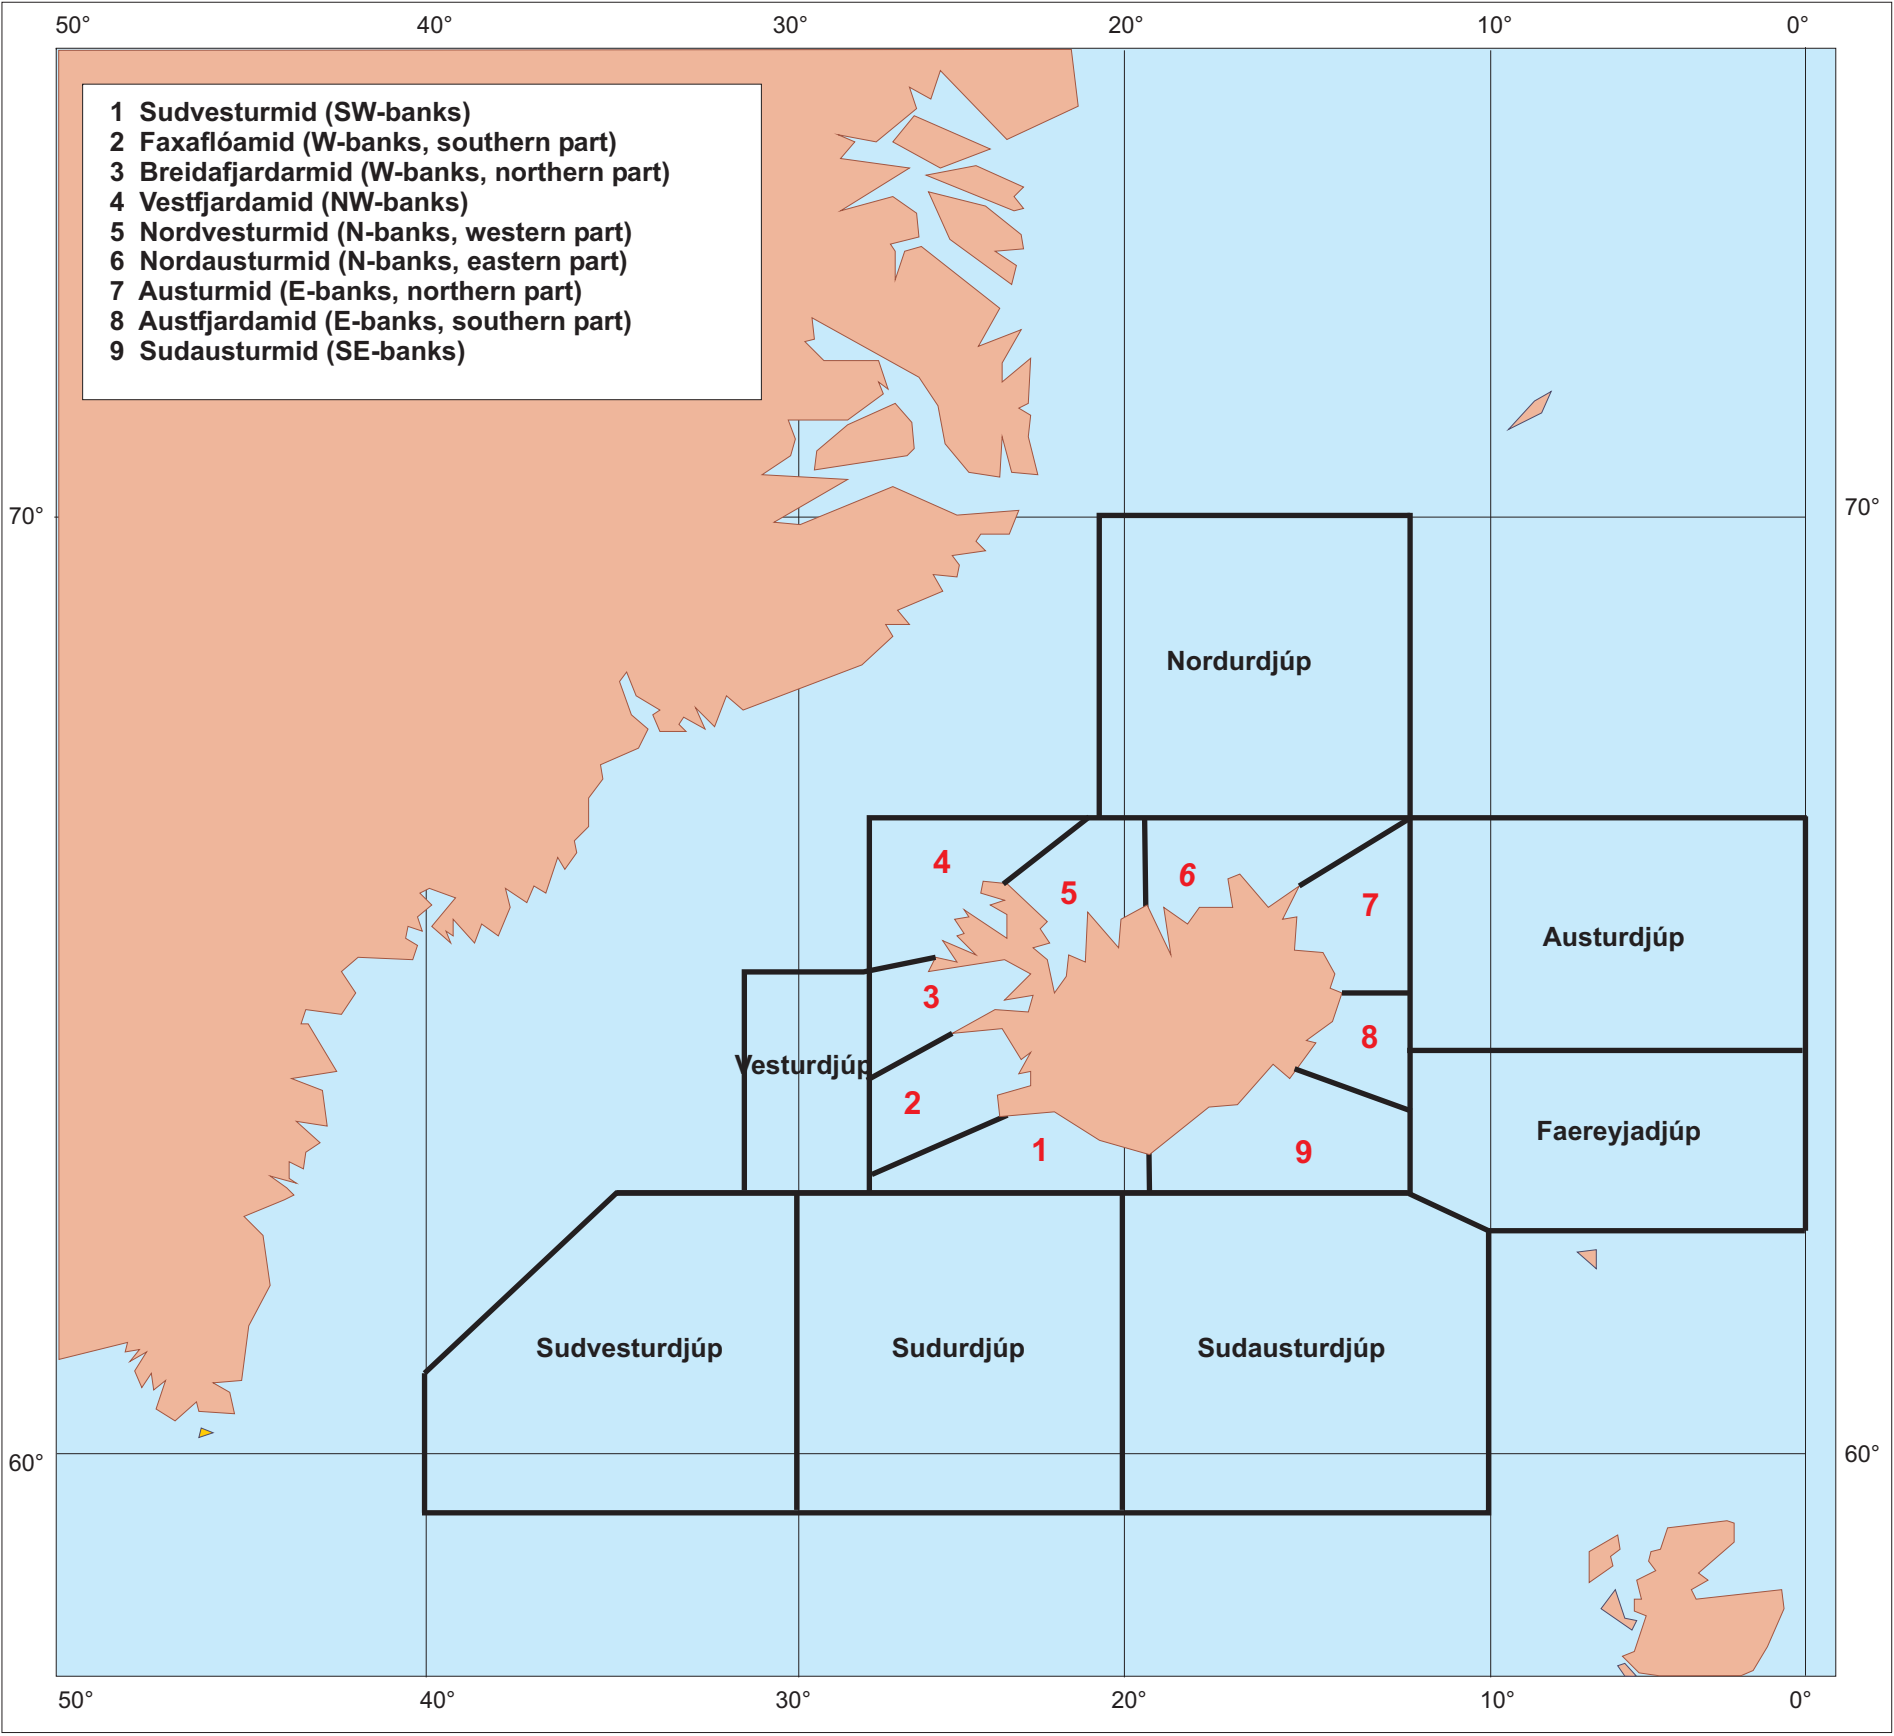 50° 40° 30° 20° 10° 0°
1 Sudvesturmid (SW-banks)
2 Faxaflóamid (W-banks, southern part)
3 Breidafjardarmid (W-banks, northern part)
4 Vestfjardamid (NW-banks)
5 Nordvesturmid (N-banks, western part)
6 Nordausturmid (N-banks, eastern part)
7 Austurmid (E-banks, northern part)
8 Austfjardamid (E-banks, southern part)
9 Sudausturmid (SE-banks)
70° 70°
Nordurdjúp
4
6
5
7
Austurdjúp
3
8
Vesturdjúp
2
Faereyjadjúp
1
9
Sudvesturdjúp Sudurdjúp Sudausturdjúp
60° 60°
50° 40° 30° 20° 10° 0°